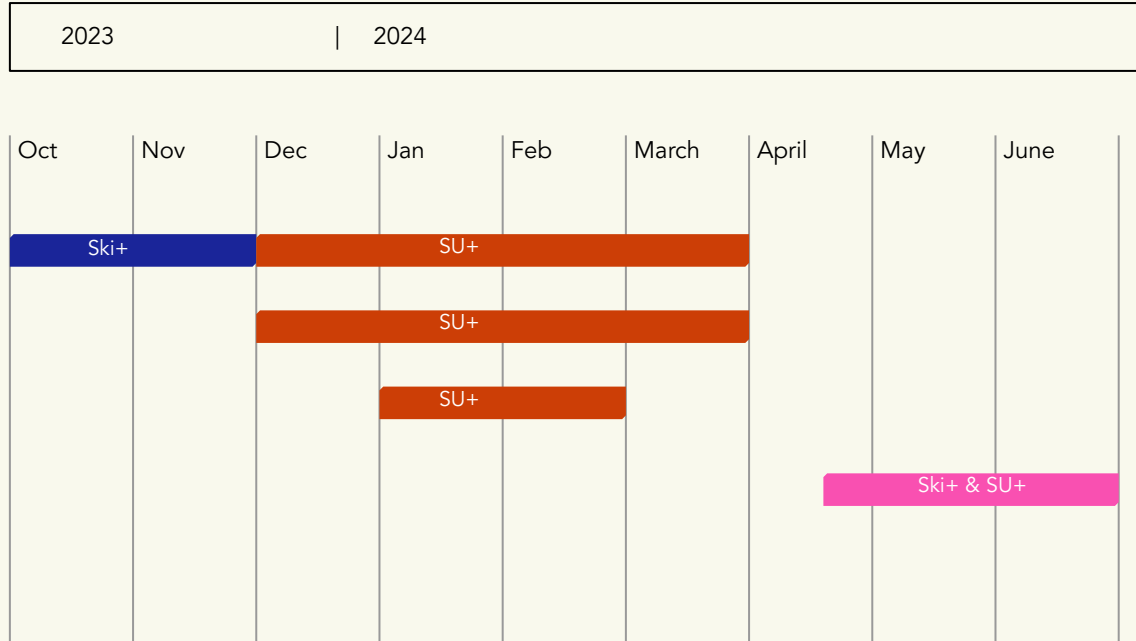 2023 | 2024
Oct Nov Dec Jan Feb March April May June
Ski+ SU+
SU+
SU+
Ski+ & SU+